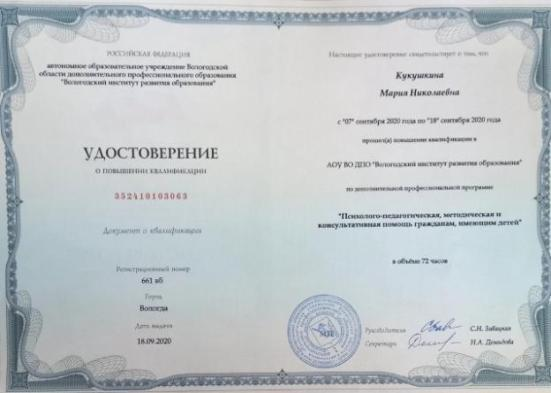 РОССИЙСКАЯ ФЕДЕРАЦИЯ
автономное образовательное учреждение Вологодской
области дополнительного профессионального образования
"Вологодский институт развития образования"
УДОСТОВЕРЕНИЕ
О ПОВЫШЕНИИ КВАЛИФИКАЦИИ
352410103063
Документ о квалификации
Регистрационный номер
661 вб
Город
Вологда
Дата выдачи
18.09.2020
Настоящее удостоверение свидетельствует о том, что
Кукушкина
Мария Николаевна
с "07" сентября 2020 года по "18" сентября 2020 года
прошел(а) повышение квалификации в
АОУ ВО ДПО "Вологодский институт развития образования"
по дополнительной профессиональной программе
"Психолого-педагогическая, методическая и
консультативная помощь гражданам, имеющим детей"
в объёме 72 часов
Руководитель
Секретарь
Н.А. Демидова